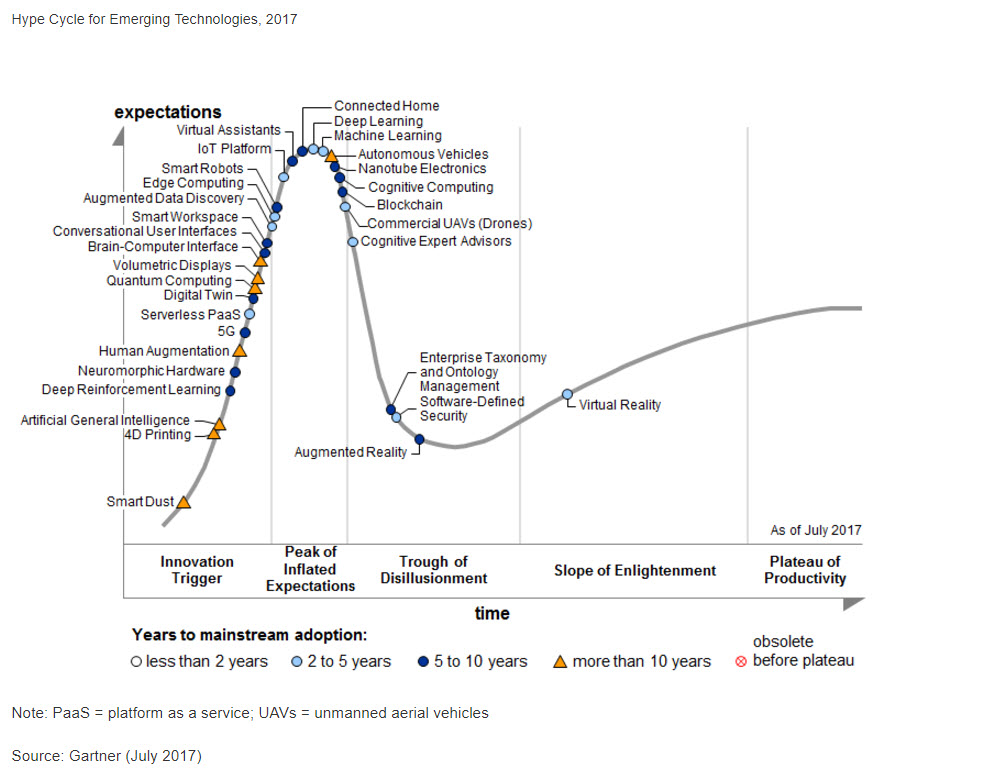 Hype Cycle for Emerging Technologies, 2017
expectations
Connected Home
Deep Learning
Virtual Assistants
Machine Learning
IoT Platform
Autonomous Vehicles
Smart Robots
Nanotube Electronics
Edge Computing
Cognitive Computing
Augmented Data Discovery
Blockchain
Smart Workspace
Commercial UAVs (Drones)
Conversational User Interfaces
Cognitive Expert Advisors
Brain-Computer Interface
Volumetric Displays
Quantum Computing
Digital Twin
Serverless PaaS
5G
Human Augmentation
Neuromorphic Hardware
Deep Reinforcement Learning
Artificial General Intelligence
4D Printing
Smart Dust
Enterprise Taxonomy
and Ontology
Management
Software-Defined
Security
Augmented Reality
Virtual Reality
As of July 2017
Innovation
Trigger
Peak of
Inflated
Expectations
Trough of
Disillusionment
Slope of Enlightenment
Plateau of
Productivity
time
Years to mainstream adoption:
less than 2 years
2 to 5 years
5 to 10 years
more than 10 years
obsolete
before plateau
Note: PaaS = platform as a service; UAVs = unmanned aerial vehicles
Source: Gartner (July 2017)